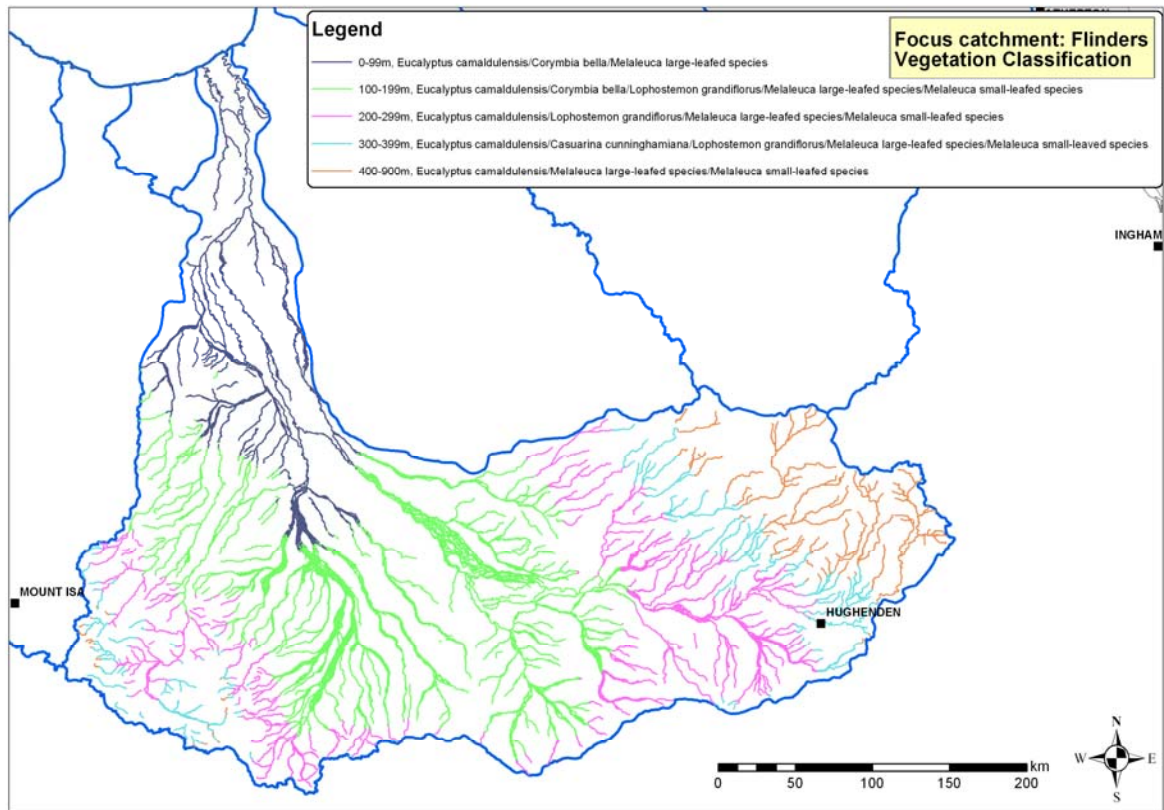 Legend
Focus catchment: Flinders
Vegetation Classification
0-99m, Eucalyptus camaldulensis/Corymbia bella/Melaleuca large-leafed species
100-199m, Eucalyptus camaldulensis/Corymbia bella/Lophostemon grandiflorus/Melaleuca large-leafed species/Melaleuca small-leafed species
200-299m, Eucalyptus camaldulensis/Lophostemon grandiflorus/Melaleuca large-leafed species/Melaleuca small-leafed species
300-399m, Eucalyptus camaldulensis/Casuarina cunninghamiana/Lophostemon grandiflorus/Melaleuca large-leafed species/Melaleuca small-leaved species
400-900m, Eucalyptus camaldulensis/Melaleuca large-leafed species/Melaleuca small-leafed species
INGHAM
MOUNT ISA
HUGHENDEN
N
W E
S
km
0 50 100 150 200